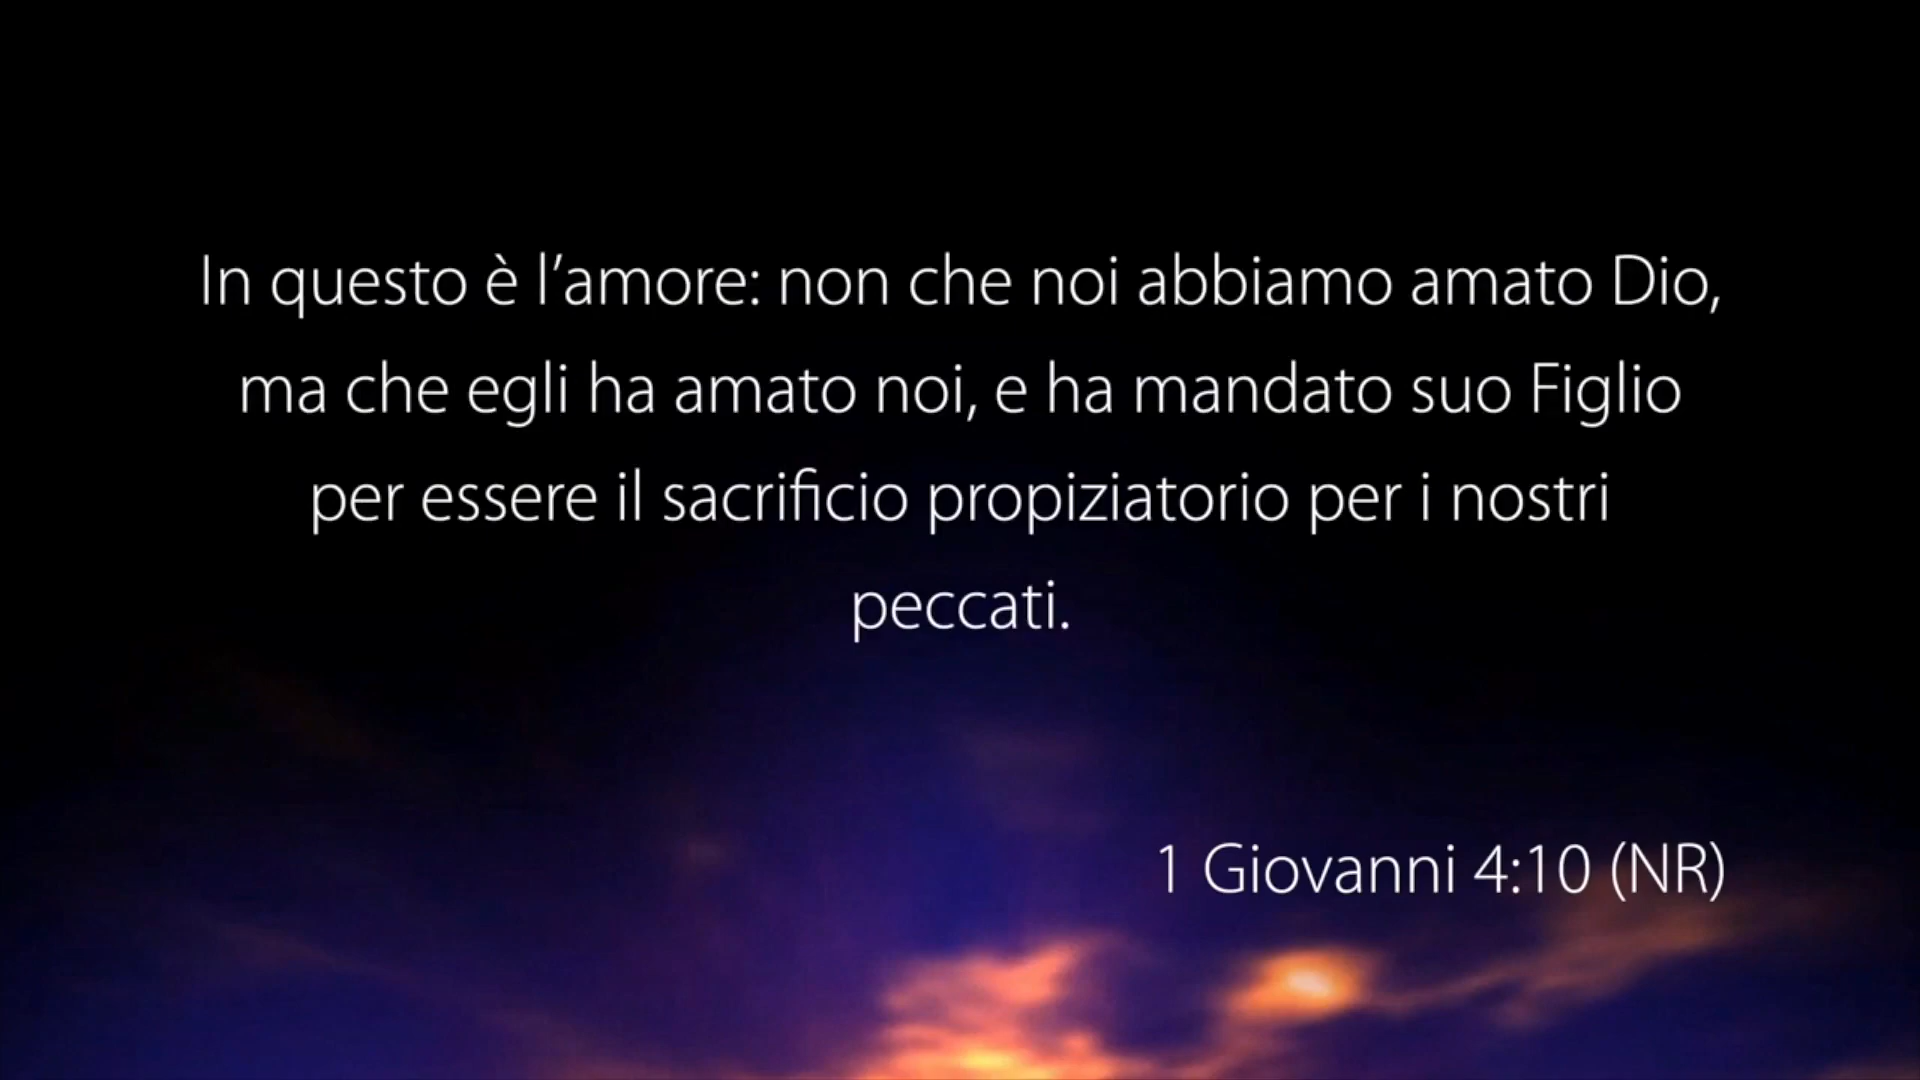 In questo è l’amore: non che noi abbiamo amato Dio,
ma che egli ha amato noi, e ha mandato suo Figlio
per essere il sacrificio propiziatorio per i nostri
peccati.
1 Giovanni 4:10 (NR)